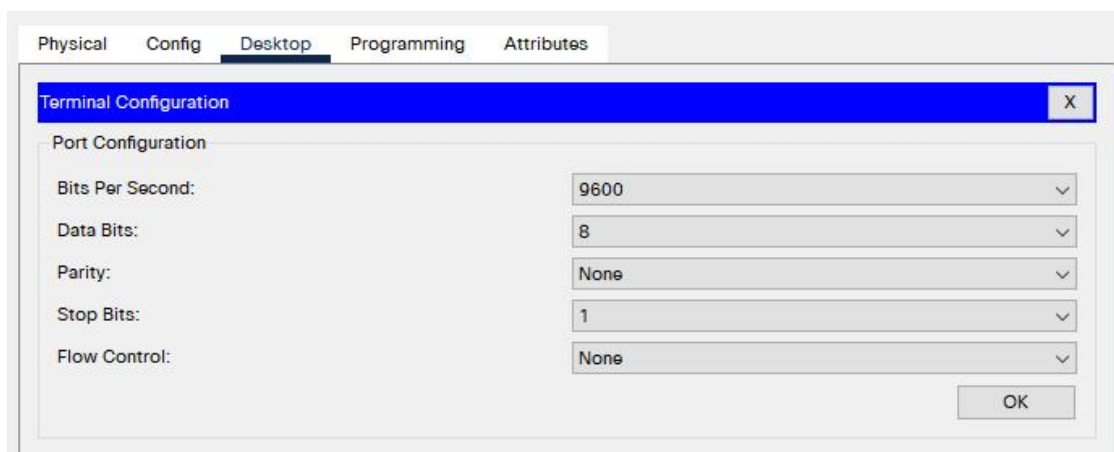 Physical Config Desktop Programming Attributes
Terminal Configuration X
Port Configuration
Bits Per Second: 9600
Data Bits: 8
Parity: None
Stop Bits: 1
Flow Control: None
OK